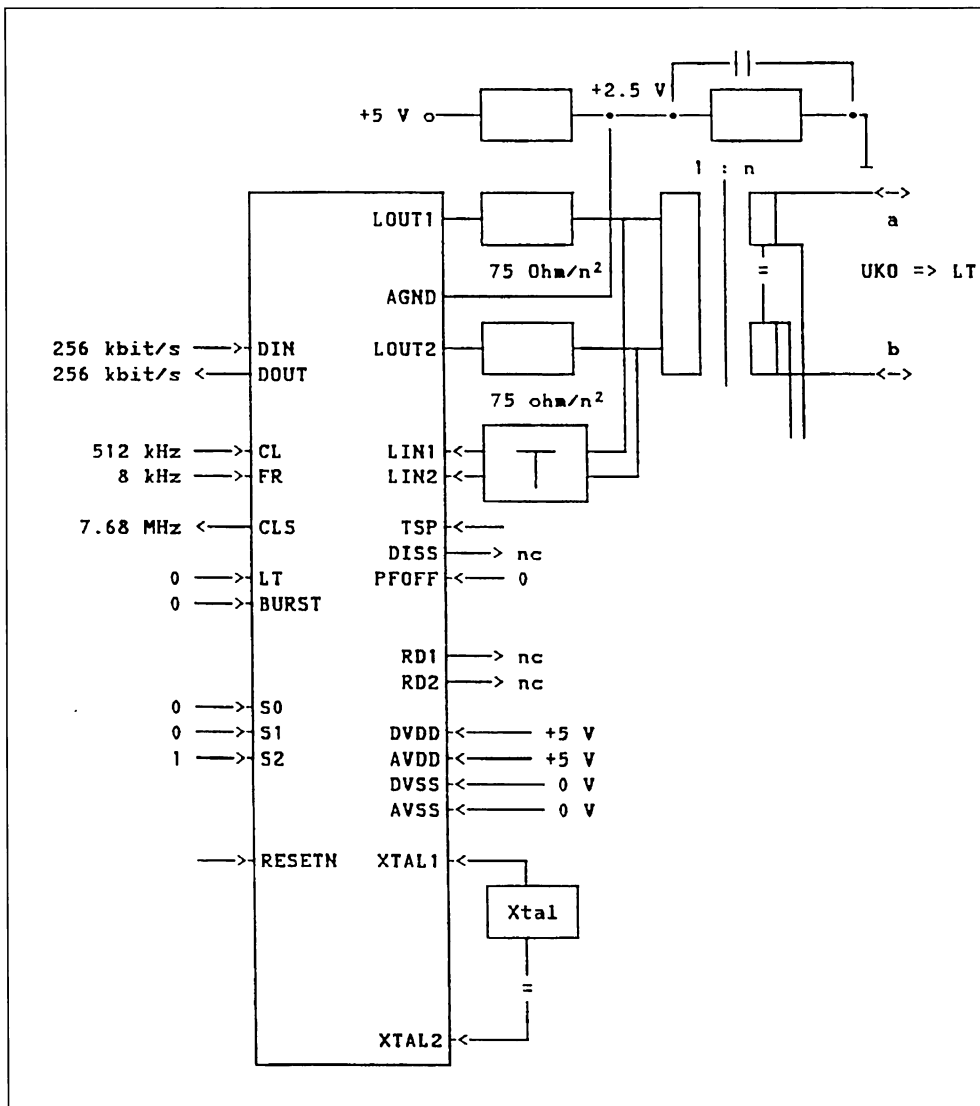 +2.5 V
+5 V
1 : n
LOUT1
a
75 Ohm/n²
UK0 => LT
AGND
256 kbit/s DIN LOUT2 b
256 kbit/s DOUT
75 ohm/n²
512 kHz CL LIN1
8 kHz FR LIN2
7.68 MHz CLS TSP
DISS nc
0 LT PFOFF 0
0 BURST
RD1 nc
RD2 nc
0 S0
0 S1 DVDD +5 V
1 S2 AVDD +5 V
DVSS 0 V
AVSS 0 V
RESETN XTAL1
Xtal
XTAL2